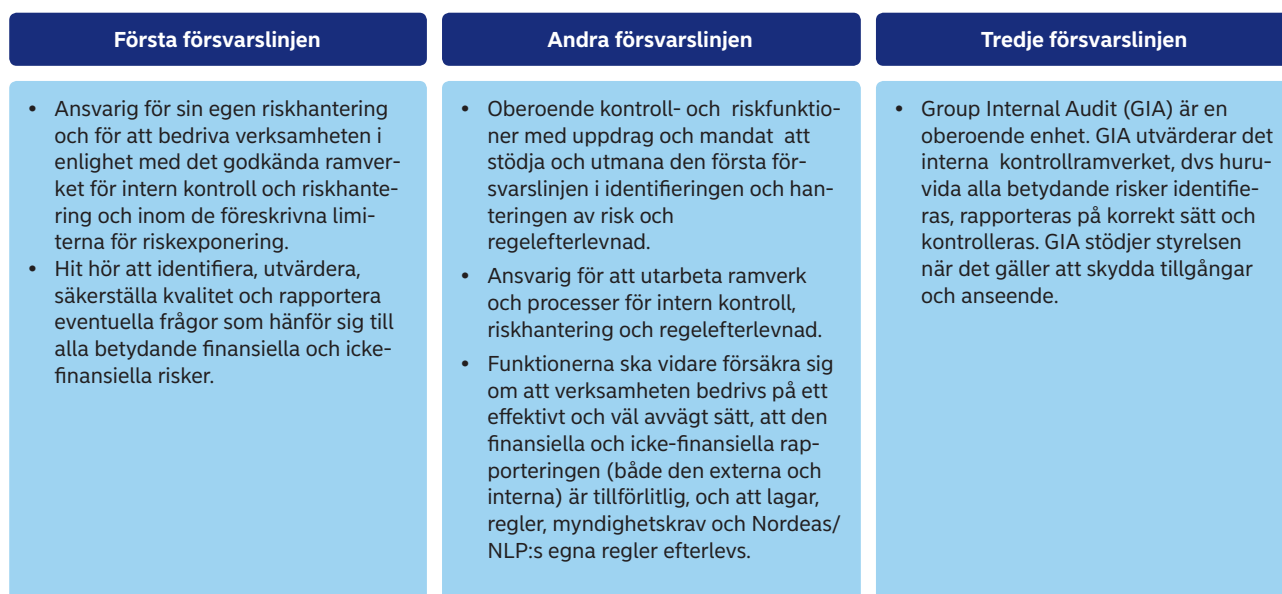 Första försvarslinjen
• Ansvarig för sin egen riskhantering
och för att bedriva verksamheten i
enlighet med det godkända ramver-
ket för intern kontroll och riskhante-
ring och inom de föreskrivna limi-
terna för riskexponering.
• Hit hör att identifiera, utvärdera,
säkerställa kvalitet och rapportera
eventuella frågor som hänför sig till
alla betydande finansiella och icke-
finansiella risker.
Andra försvarslinjen
• Oberoende kontroll- och riskfunktio-
ner med uppdrag och mandat att
stödja och utmana den första för-
svarslinjen i identifieringen och han-
teringen av risk och
regelefterlevnad.
• Ansvarig för att utarbeta ramverk
och processer för intern kontroll,
riskhantering och regelefterlevnad.
• Funktionerna ska vidare försäkra sig
om att verksamheten bedrivs på ett
effektivt och väl avvägt sätt, att den
finansiella och icke-finansiella rap-
porteringen (både den externa och
interna) är tillförlitlig, och att lagar,
regler, myndighetskrav och Nordeas/
NLP:s egna regler efterlevs.
Tredje försvarslinjen
• Group Internal Audit (GIA) är en
oberoende enhet. GIA utvärderar det
interna kontrollramverket, dvs huru-
vida alla betydande risker identifie-
ras, rapporteras på korrekt sätt och
kontrolleras. GIA stödjer styrelsen
när det gäller att skydda tillgångar
och anseende.